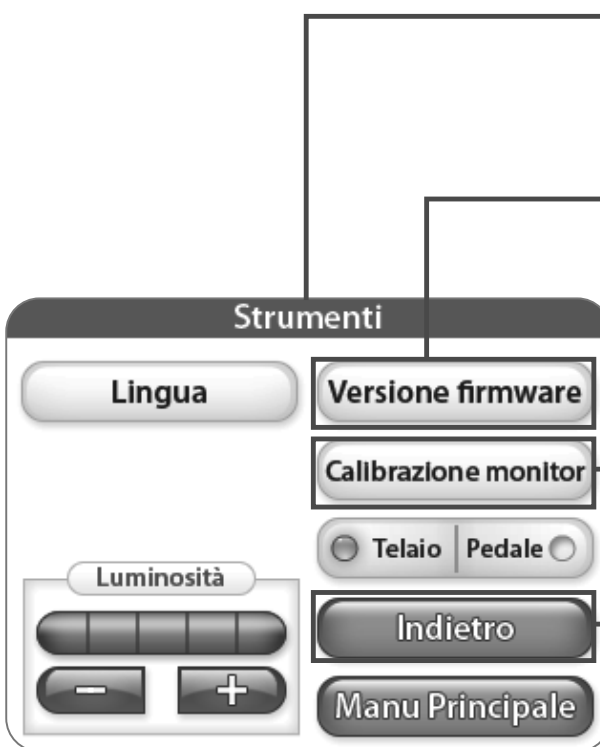 Strumenti
Lingua
Versione firmware
Calibrazione monitor
Telaio Pedale
Luminosità
Indietro
- +
Manu Principale